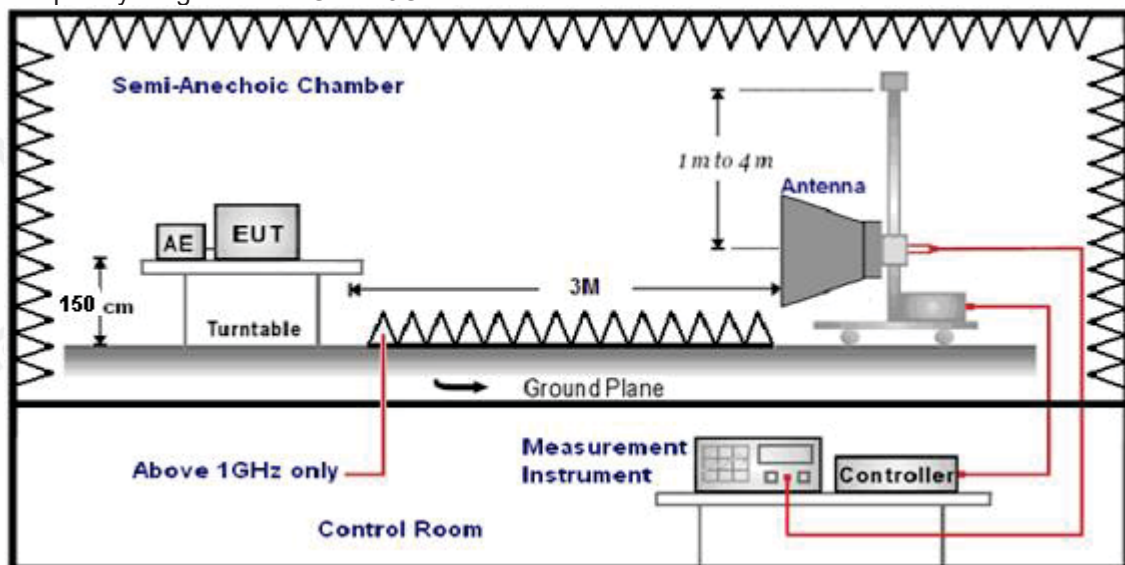 Semi-Anechoic Chamber
1 m to 4 m
Antenna
AE
EUT
150 cm
3M
Turntable
Ground Plane
Above 1GHz only
Measurement
Instrument
Controller
Control Room